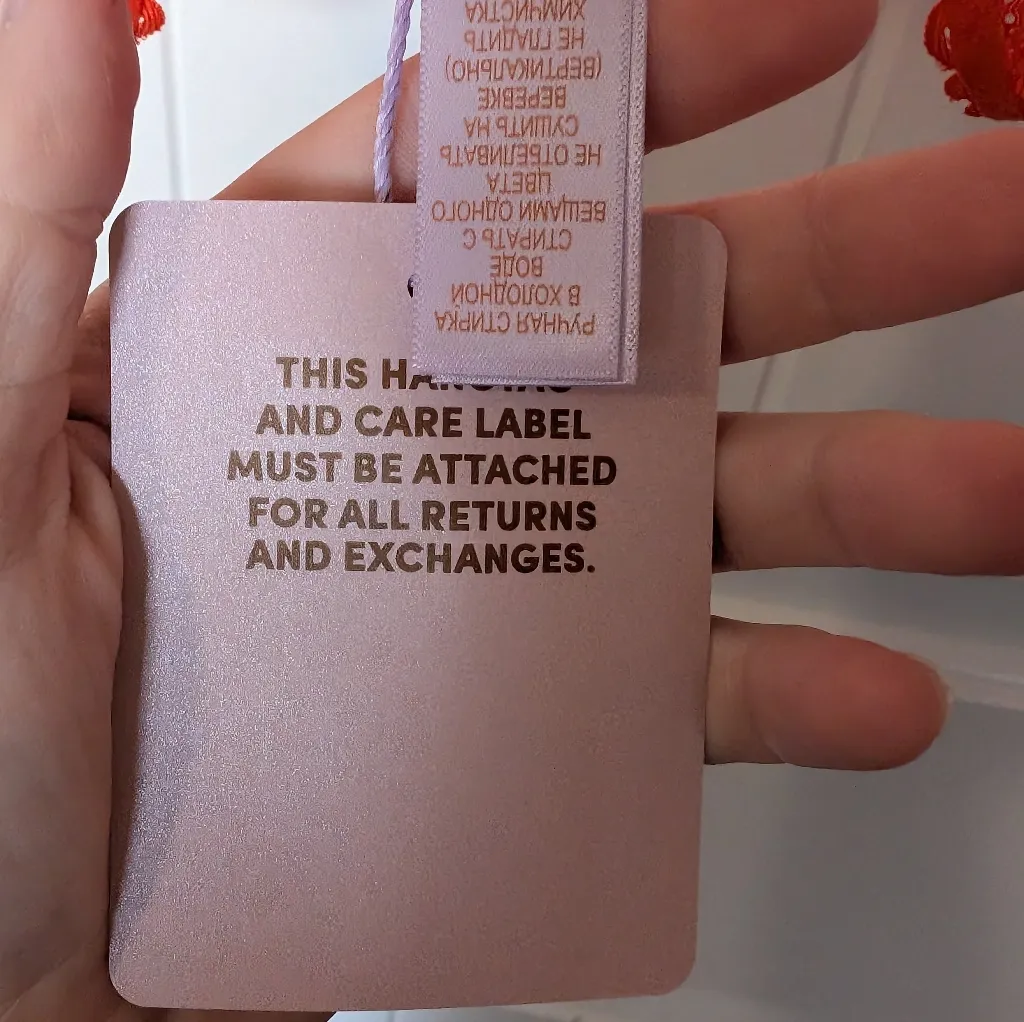 РУЧНАЯ СТИРКА
В ХОЛОДНОЙ
ВОДЕ
СТИРАТЬ С
ВЕЩАМИ ОДНОГО
ЦВЕТА
НЕ ОТБЕЛИВАТЬ
СУШИТЬ НА
ВЕРЕВКЕ
(ВЕРТИКАЛЬНО)
НЕ ГЛАДИТЬ
ХИМЧИСТКА
THIS
AND CARE LABEL
MUST BE ATTACHED
FOR ALL RETURNS
AND EXCHANGES.